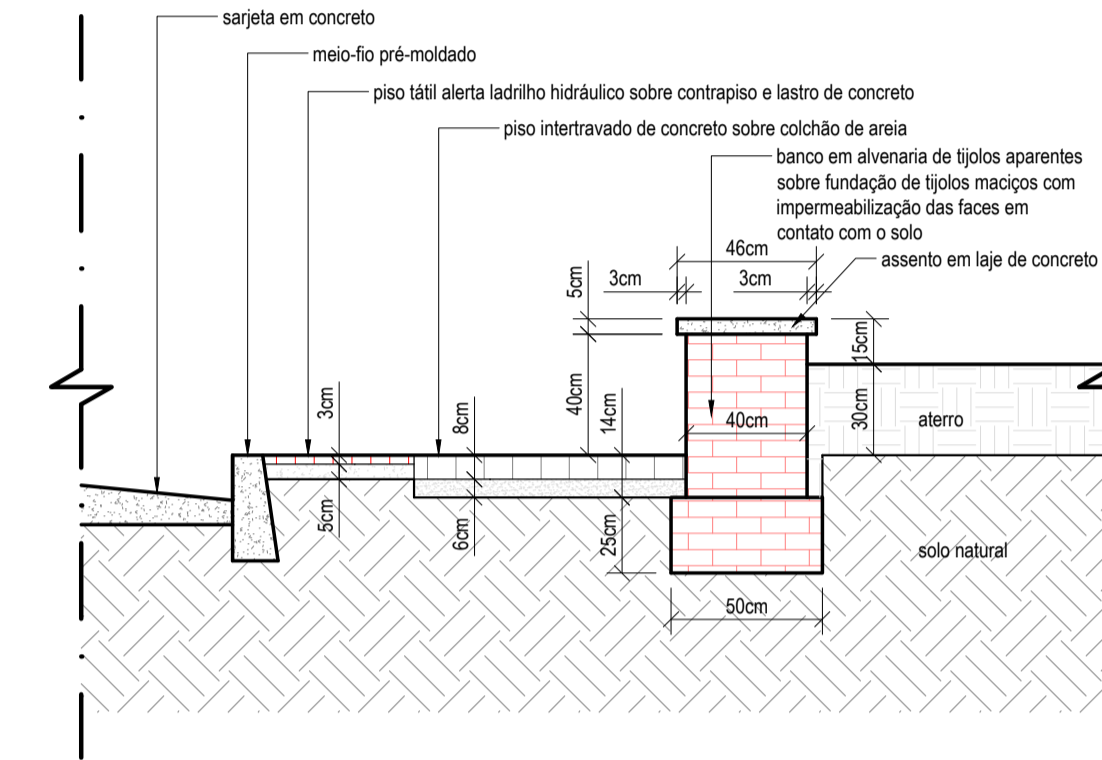 sarjeta em concreto
meio-fio pré-moldado
piso tátil alerta ladrilho hidráulico sobre contrapiso e lastro de concreto
piso intertravado de concreto sobre colchão de areia
banco em alvenaria de tijolos aparentes
sobre fundação de tijolos maciços com
impermeabilização das faces em
contato com o solo
46cm
assento em laje de concreto
5cm
3cm
3cm
15cm
40cm
3cm
8cm
14cm
40cm
30cm
aterro
5cm
6cm
25cm
solo natural
50cm